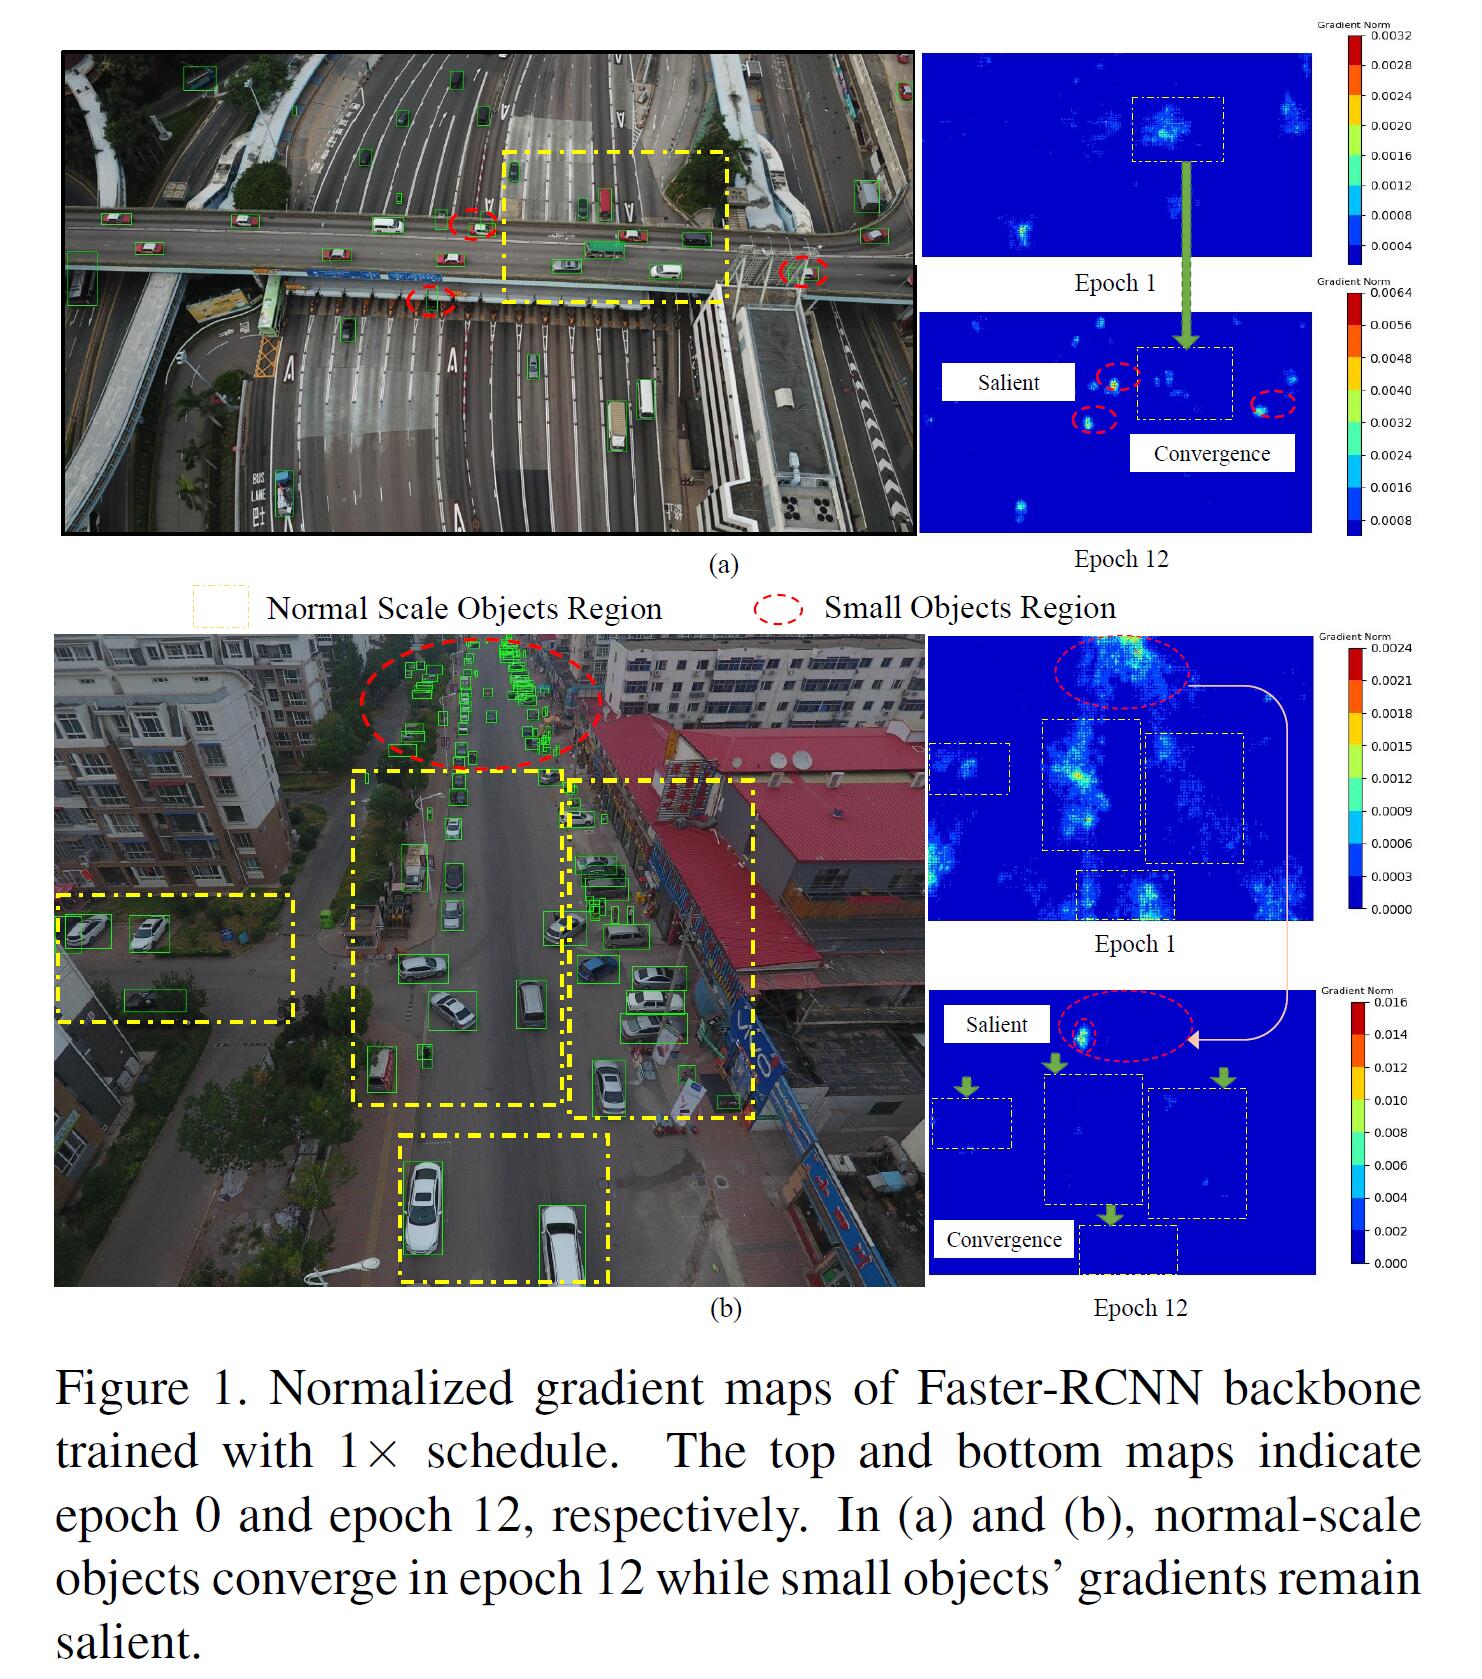 Gradient Norm
0.0032
0.0028
0.0024
0.0020
0.0016
0.0012
0.0008
0.0004
Epoch 1
Gradient Norm
0.0064
0.0056
0.0048
0.0040
0.0032
0.0024
0.0016
0.0008
Salient
Convergence
BUS
LANE
巴士
Epoch 12
(a)
Normal Scale Objects Region
Small Objects Region
Gradient Norm
0.0024
0.0021
0.0018
0.0015
0.0012
0.0009
0.0006
0.0003
0.0000
Epoch 1
Gradient Norm
0.016
0.014
0.012
0.010
0.008
0.006
0.004
0.002
0.000
Salient
Convergence
Epoch 12
(b)
Figure 1. Normalized gradient maps of Faster-RCNN backbone
trained with 1× schedule. The top and bottom maps indicate
epoch 0 and epoch 12, respectively. In (a) and (b), normal-scale
objects converge in epoch 12 while small objects’ gradients remain
salient.